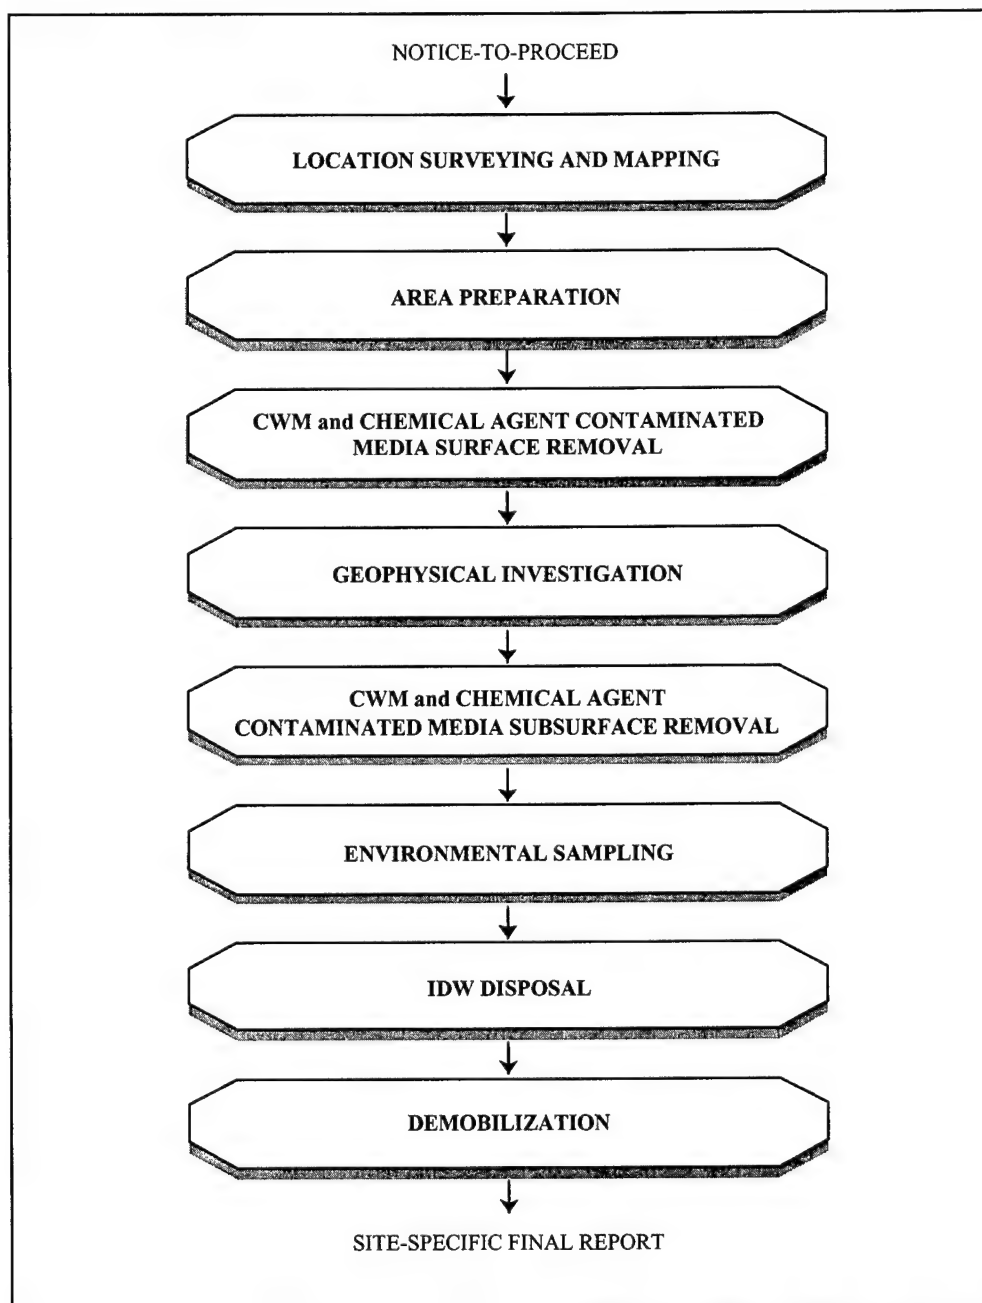 NOTICE-TO-PROCEED
LOCATION SURVEYING AND MAPPING
AREA PREPARATION
CWM and CHEMICAL AGENT CONTAMINATED
MEDIA SURFACE REMOVAL
GEOPHYSICAL INVESTIGATION
CWM and CHEMICAL AGENT
CONTAMINATED MEDIA SUBSURFACE REMOVAL
ENVIRONMENTAL SAMPLING
IDW DISPOSAL
DEMOBILIZATION
SITE-SPECIFIC FINAL REPORT